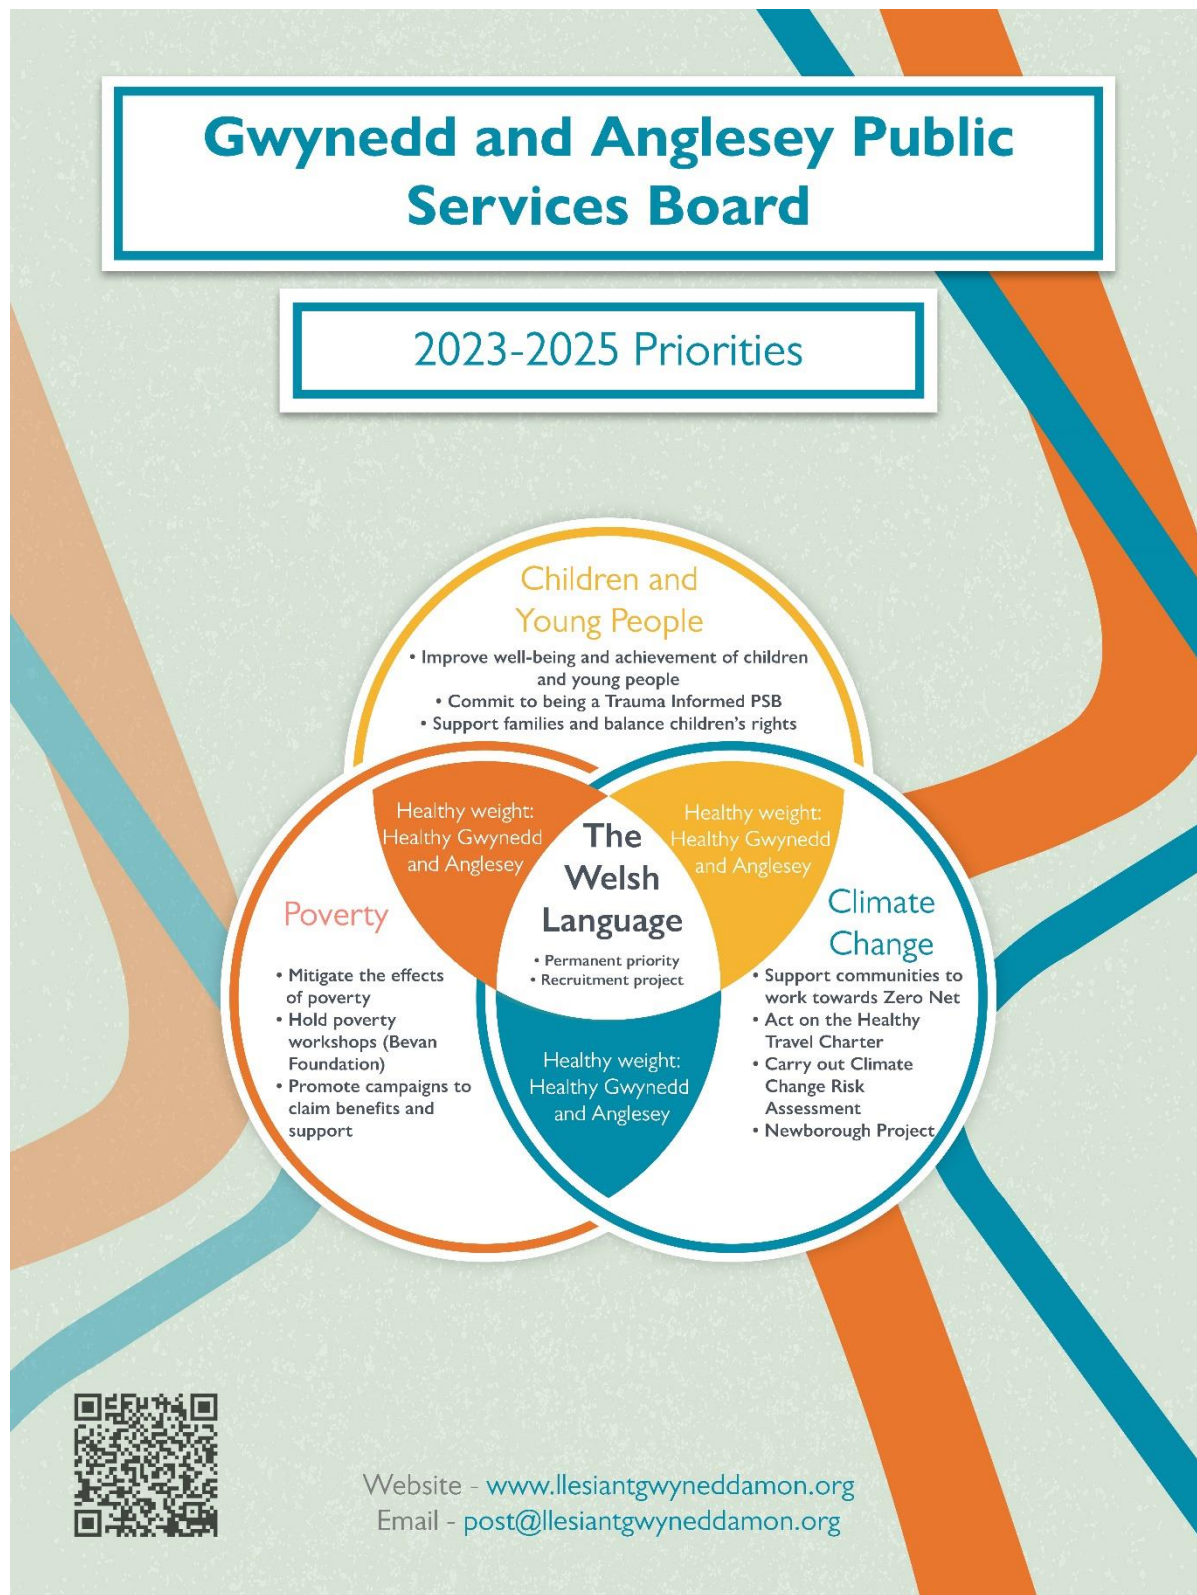 Gwynedd and Anglesey Public
Services Board
2023-2025 Priorities
Children and
Young People
• Improve well-being and achievement of children
and young people
• Commit to being a Trauma Informed PSB
• Support families and balance children's rights
Healthy weight:
Healthy Gwynedd
and Anglesey
The
Welsh
Language
• Permanent priority
• Recruitment project
Healthy weight:
Healthy Gwynedd
and Anglesey
Poverty
• Mitigate the effects
of poverty
• Hold poverty
workshops (Bevan
Foundation)
• Promote campaigns to
claim benefits and
support
Healthy weight:
Healthy Gwynedd
and Anglesey
Climate
Change
• Support communities to
work towards Zero Net
• Act on the Healthy
Travel Charter
• Carry out Climate
Change Risk
Assessment
• Newborough Project
Website - www.llesiantgwyneddamon.org
Email - post@llesiantgwyneddamon.org